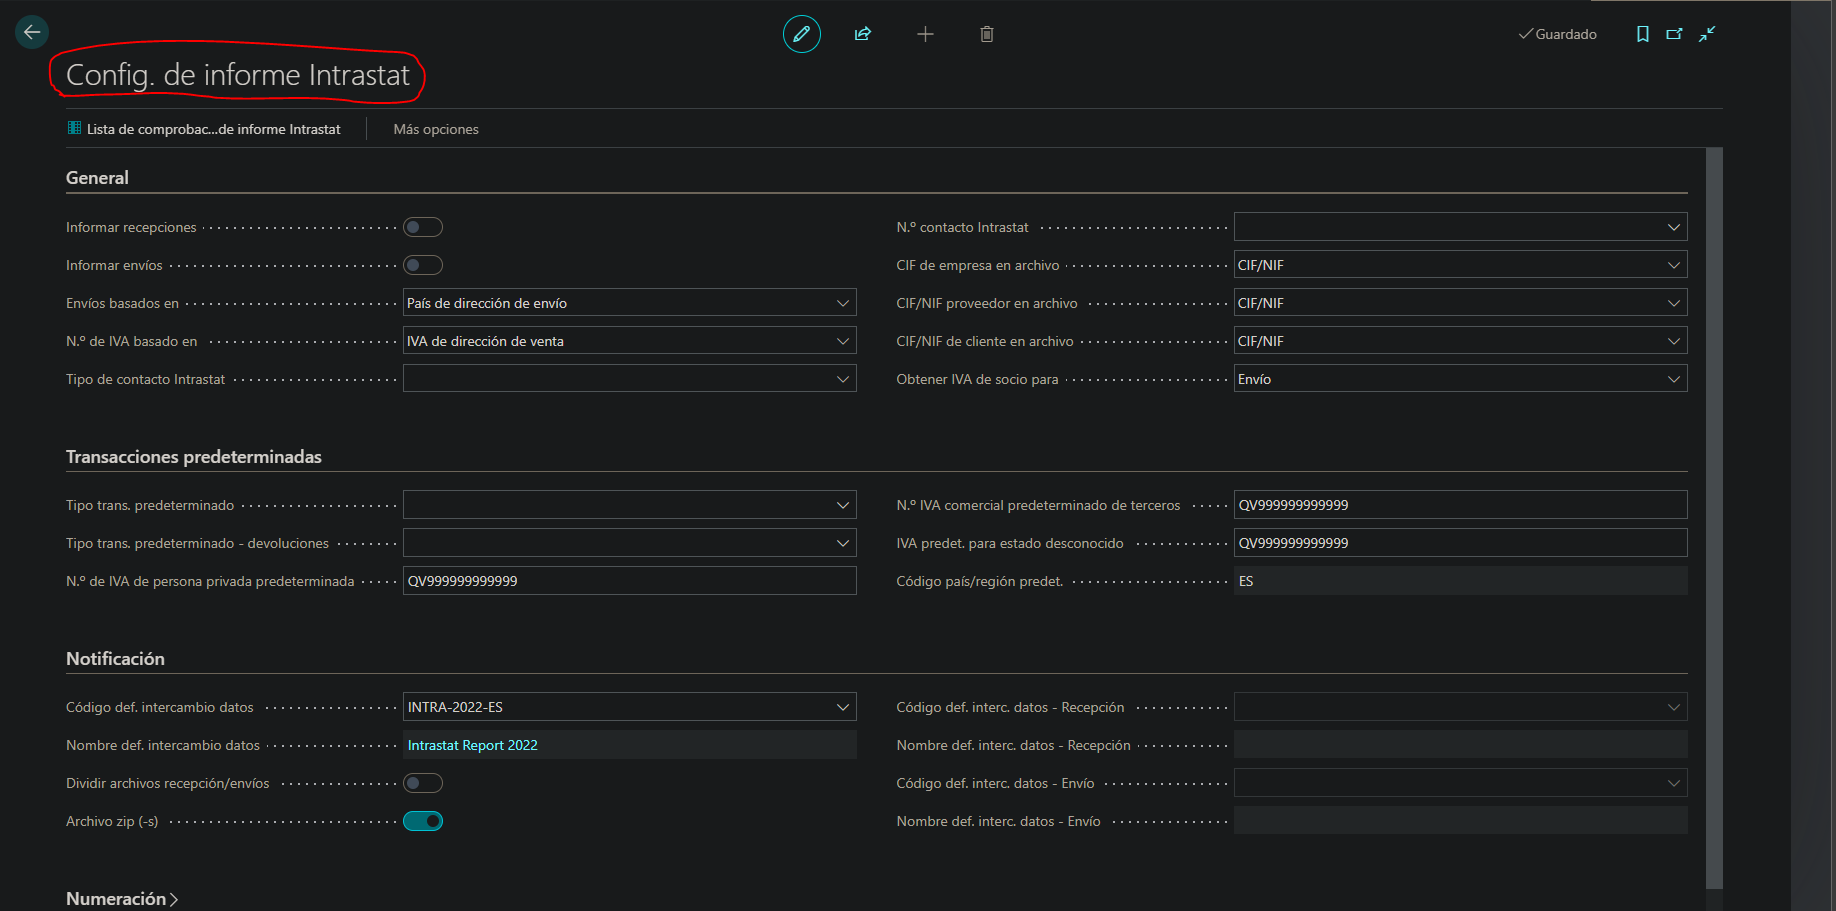 Guardado
Config. de informe Intrastat
Lista de comprobac...de informe Intrastat
Más opciones
General
Informar recepciones
N.º contacto Intrastat
Informar envíos
CIF de empresa en archivo
CIF/NIF
Envíos basados en
País de dirección de envío
CIF/NIF proveedor en archivo
CIF/NIF
N.º de IVA basado en
IVA de dirección de venta
CIF/NIF de cliente en archivo
CIF/NIF
Tipo de contacto Intrastat
Obtener IVA de socio para
Envío
Transacciones predeterminadas
Tipo trans. predeterminado
N.º IVA comercial predeterminado de terceros
QV999999999999
Tipo trans. predeterminado - devoluciones
IVA predet. para estado desconocido
QV999999999999
N.º de IVA de persona privada predeterminada
QV999999999999
Código país/región predet.
ES
Notificación
Código def. intercambio datos
INTRA-2022-ES
Código def. interc. datos - Recepción
Nombre def. intercambio datos
Intrastat Report 2022
Nombre def. interc. datos - Recepción
Dividir archivos recepción/envíos
Código def. interc. datos - Envío
Archivo zip (-s)
Nombre def. interc. datos - Envío
Numeración